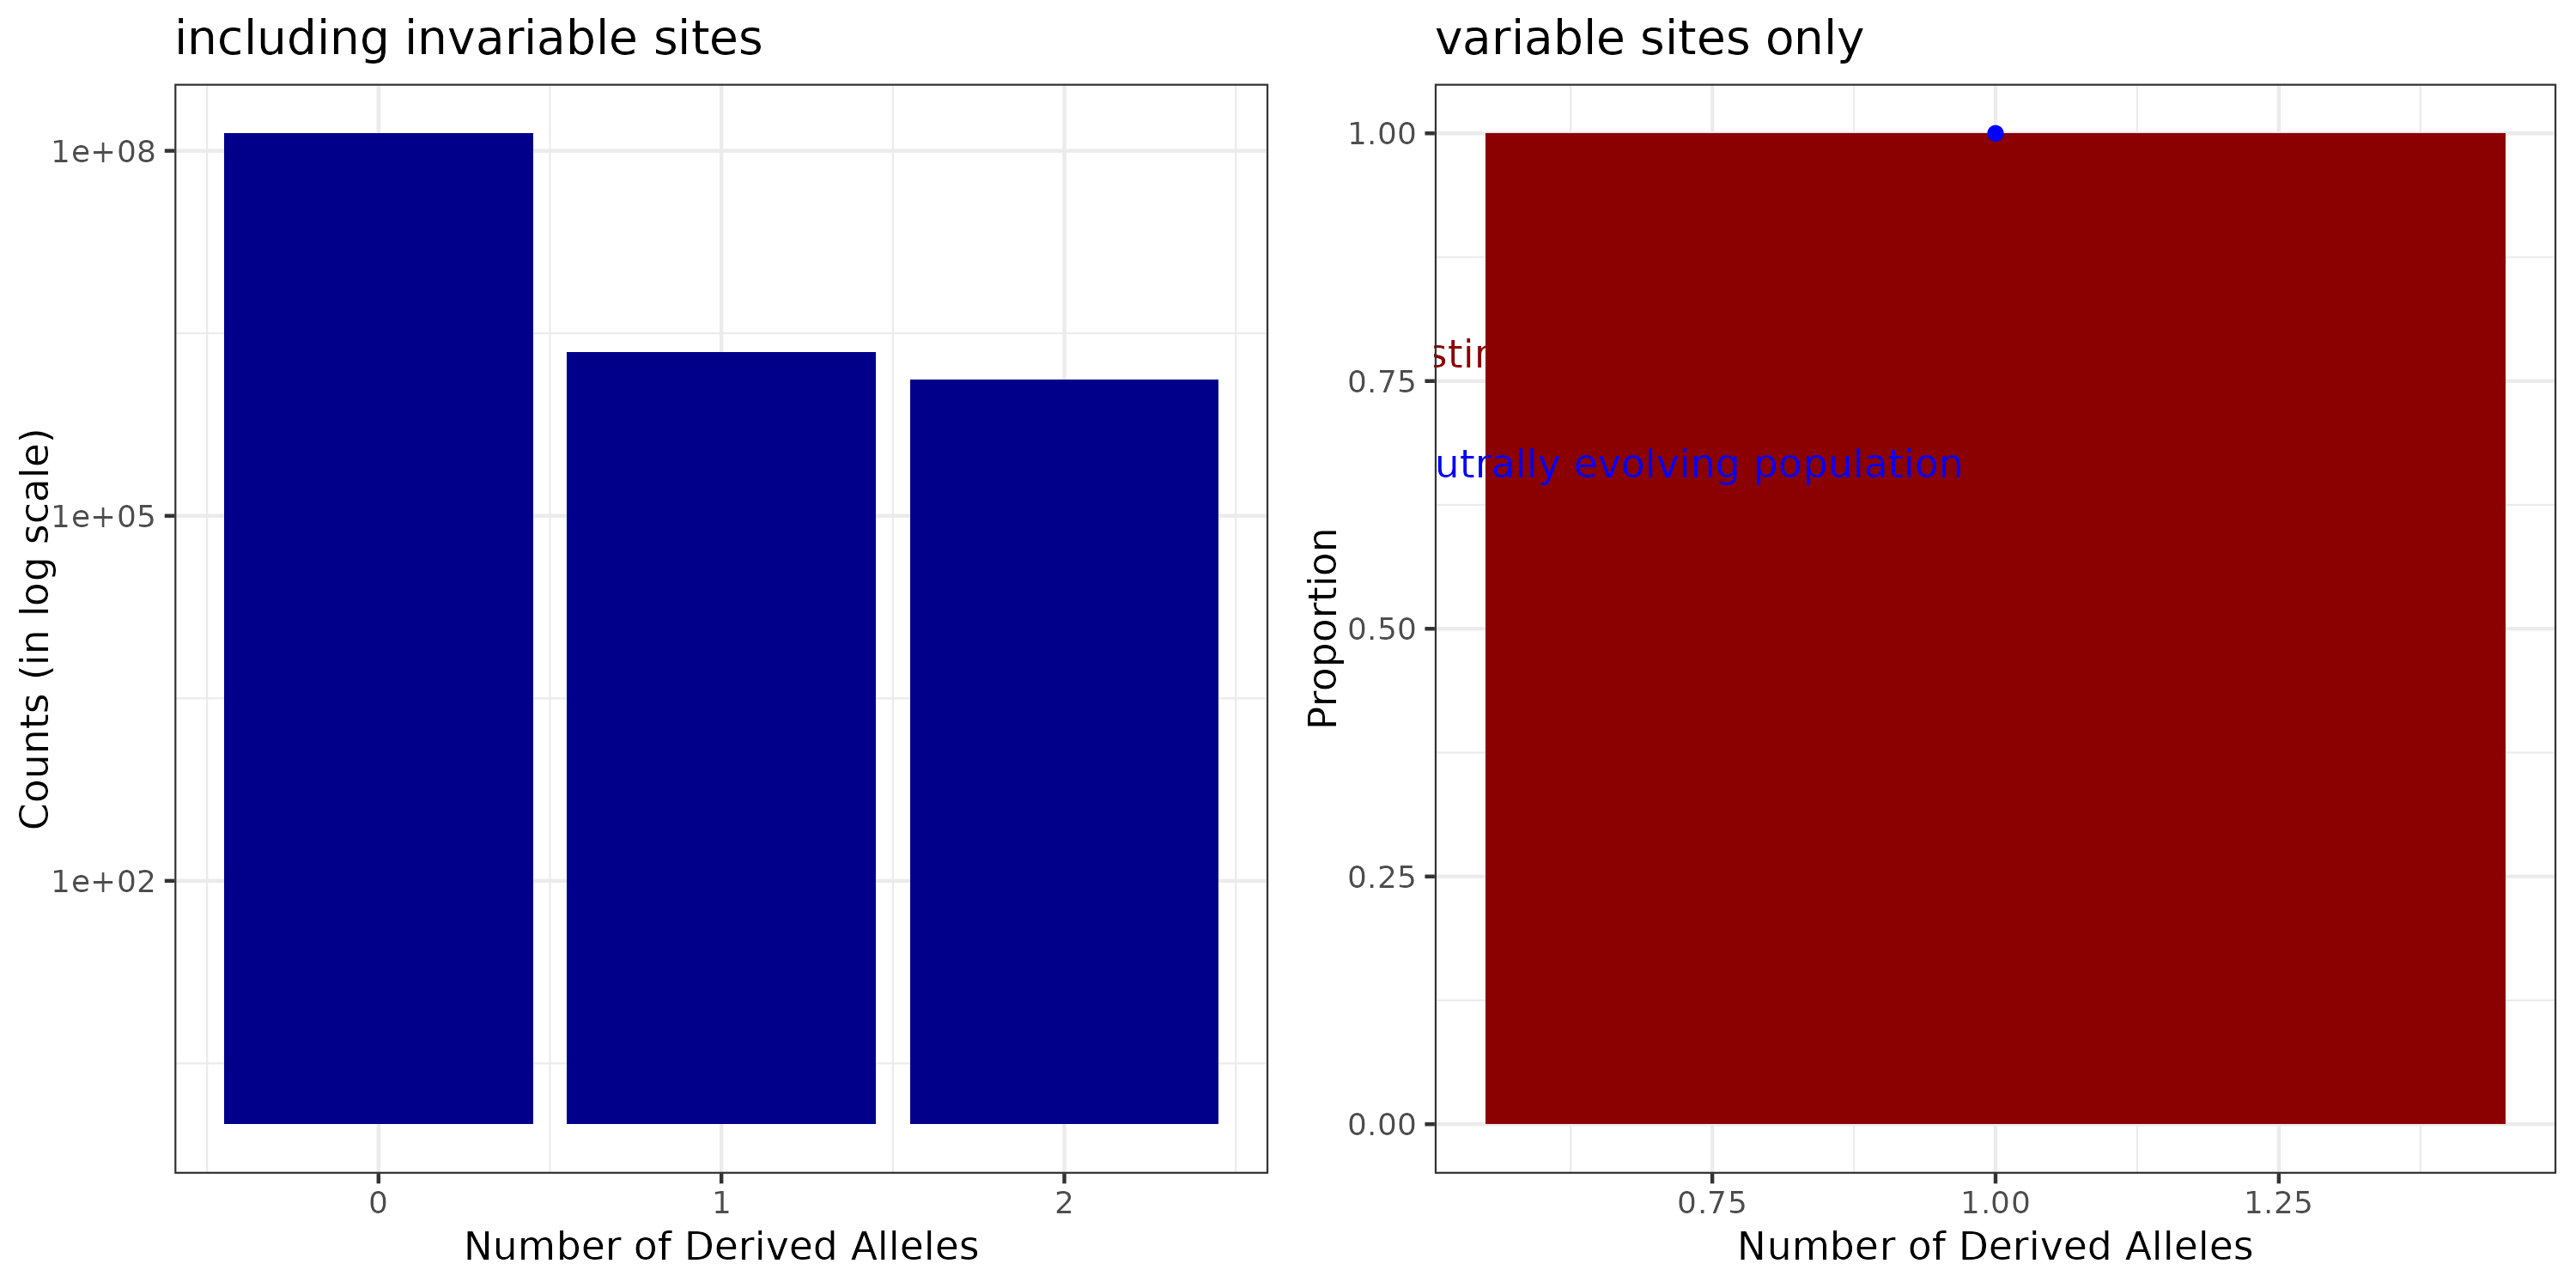 including invariable sites
Counts (in log scale)
1e+08
1e+05
1e+02
0 1 2
Number of Derived Alleles
variable sites only
Proportion
1.00
0.75
0.50
0.25
0.00
utrally evolving population
0.75 1.00 1.25
Number of Derived Alleles